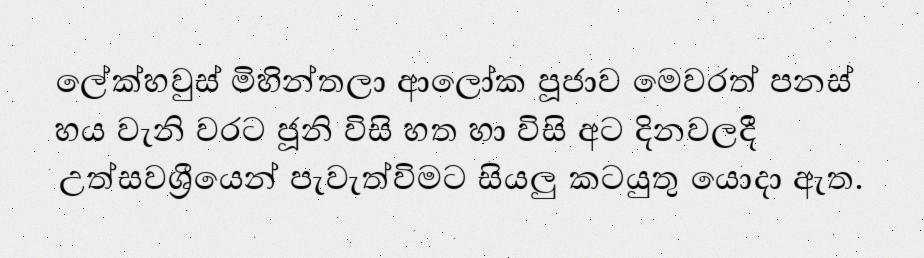 ලේක්හවුස් මිහින්තලා ආලෝක පූජාව මෙවරත් පනස්
හය වැනි වරට ජූනි විසි හත හා විසි අට දිනවලදී
උත්සවශ්‍රීයෙන් පැවැත්විමට සියලු කටයුතු යොදා ඇත.